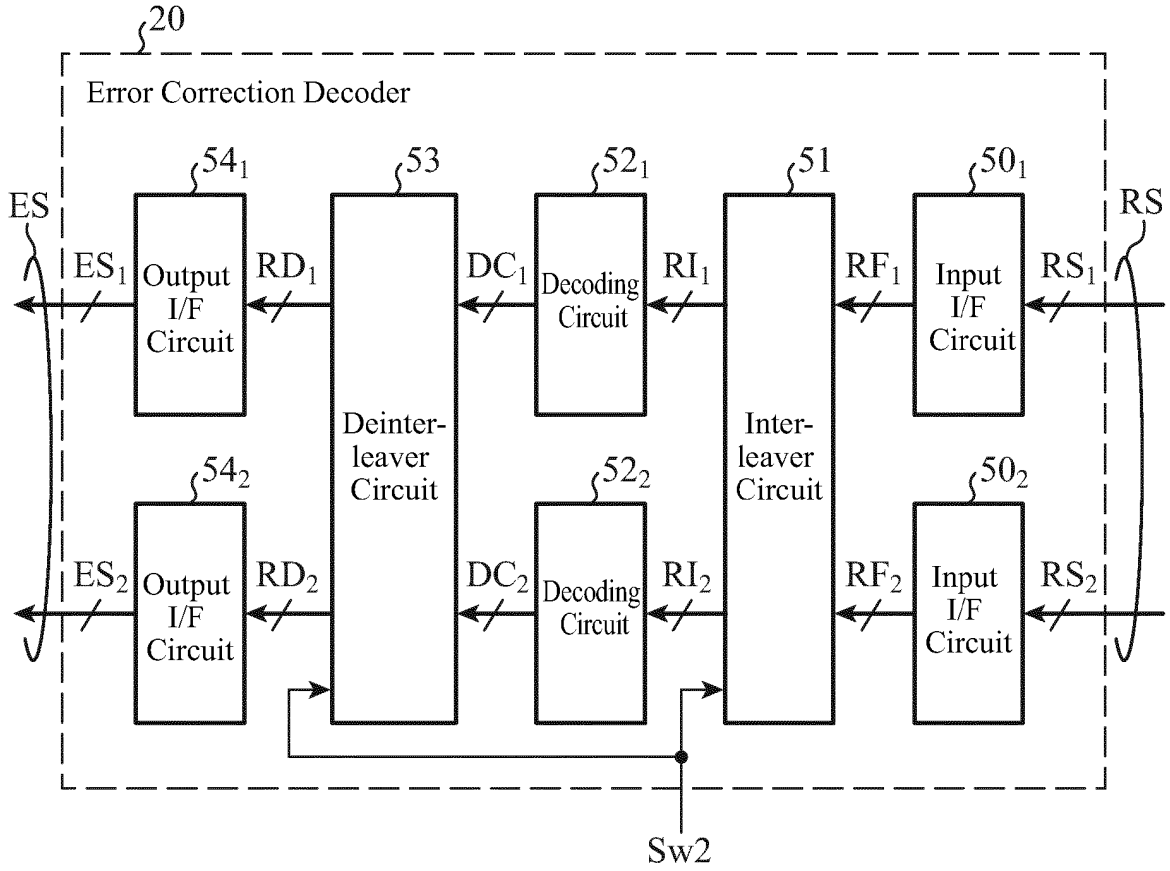 20
Error Correction Decoder
54₁
53
52₁
51
50₁
ES
RS
ES₁
Output
I/F
Circuit
RD₁
DC₁
Decoding
Circuit
RI₁
RF₁
Input
I/F
Circuit
RS₁
Deinter-
leaver
Circuit
Inter-
leaver
Circuit
54₂
52₂
50₂
ES₂
Output
I/F
Circuit
RD₂
DC₂
Decoding
Circuit
RI₂
RF₂
Input
I/F
Circuit
RS₂
Sw2